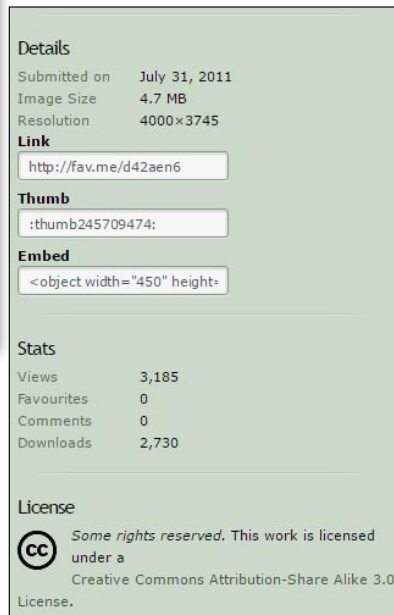 Details
Submitted on July 31, 2011
Image Size 4.7 MB
Resolution 4000×3745
Link
http://fav.me/d42aen6
Thumb
:thumb245709474:
Embed
<object width="450" height=
Stats
Views 3,185
Favourites 0
Comments 0
Downloads 2,730
License
cc Some rights reserved. This work is licensed
under a
Creative Commons Attribution-Share Alike 3.0
License.